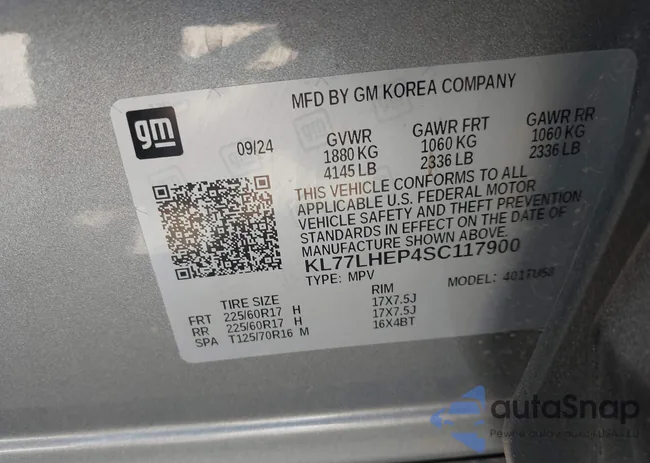 MFD BY GM KOREA COMPANY
gm
09/24
GVWR GAWR FRT GAWR RR
1880 KG 1060 KG 1060 KG
4145 LB 2336 LB 2336 LB
THIS VEHICLE CONFORMS TO ALL
APPLICABLE U.S. FEDERAL MOTOR
VEHICLE SAFETY AND THEFT PREVENTION
STANDARDS IN EFFECT ON THE DATE OF
MANUFACTURE SHOWN ABOVE.
KL77LHEP4SC117900
TYPE: MPV MODEL: 401TU58
TIRE SIZE RIM
FRT 225/60R17 H 17X7.5J
RR 225/60R17 H 17X7.5J
SPA T125/70R16 M 16X4BT
autaSnap